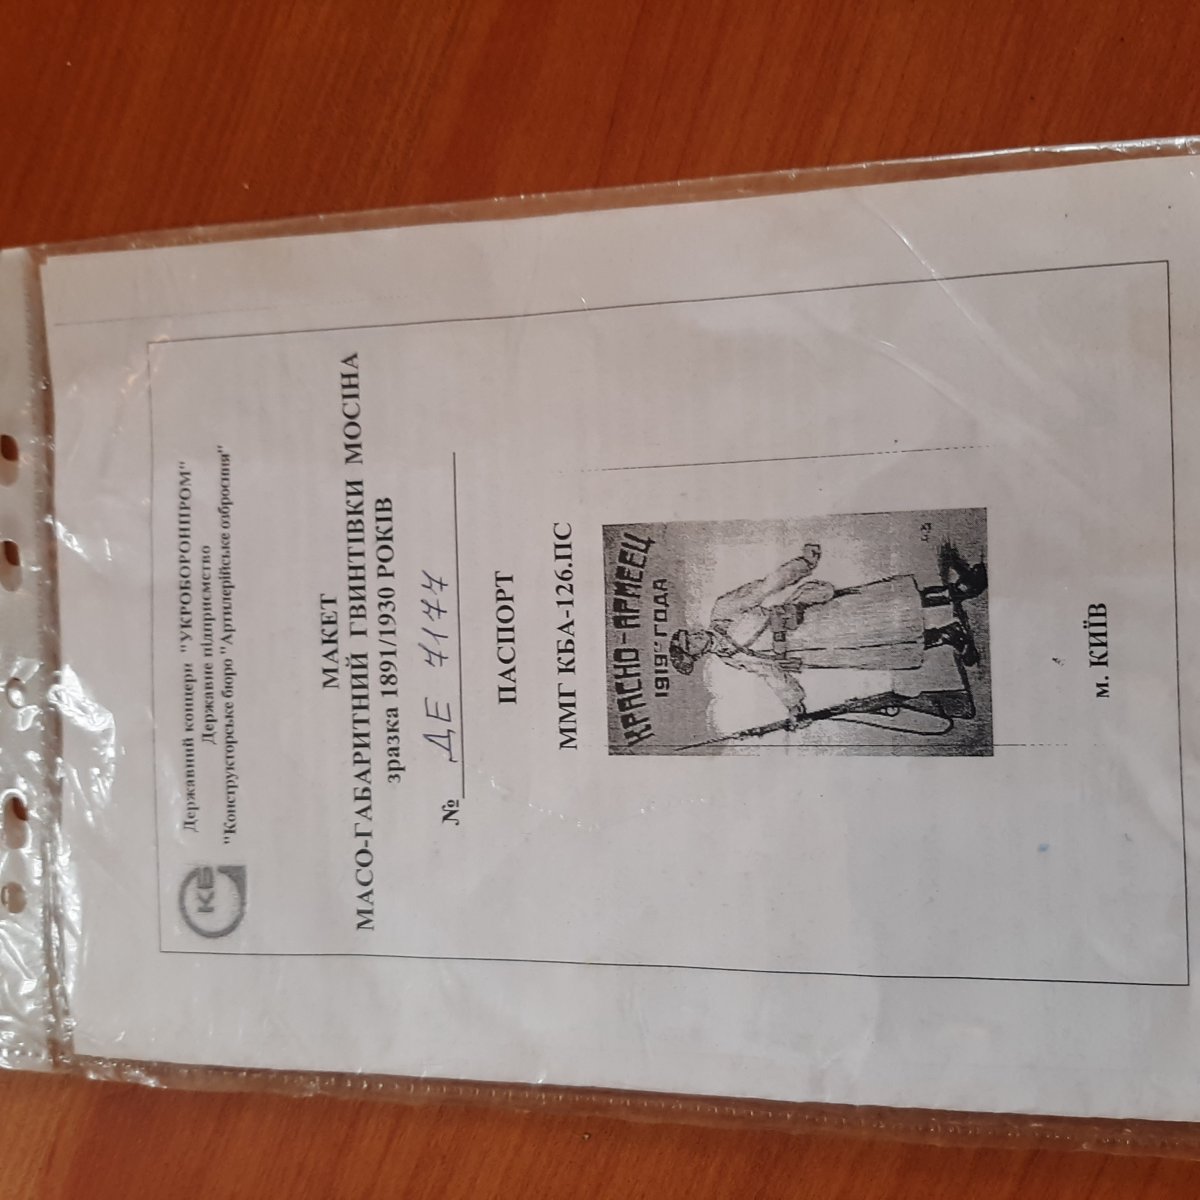 КБ
Державний концерн "УКРОБОРОНПРОМ"
Державне підприємство
"Конструкторське бюро "Артилерійське озброєння"
МАКЕТ
МАСО-ГАБАРИТНИЙ ГВИНТІВКИ МОСІНА
зразка 1891/1930 РОКІВ
№ ДЕ 7177
ПАСПОРТ
ММГ КБА-126.ПС
КРАСНО-АРМЕЕЦ
1919 ГОДА
м. КИЇВ